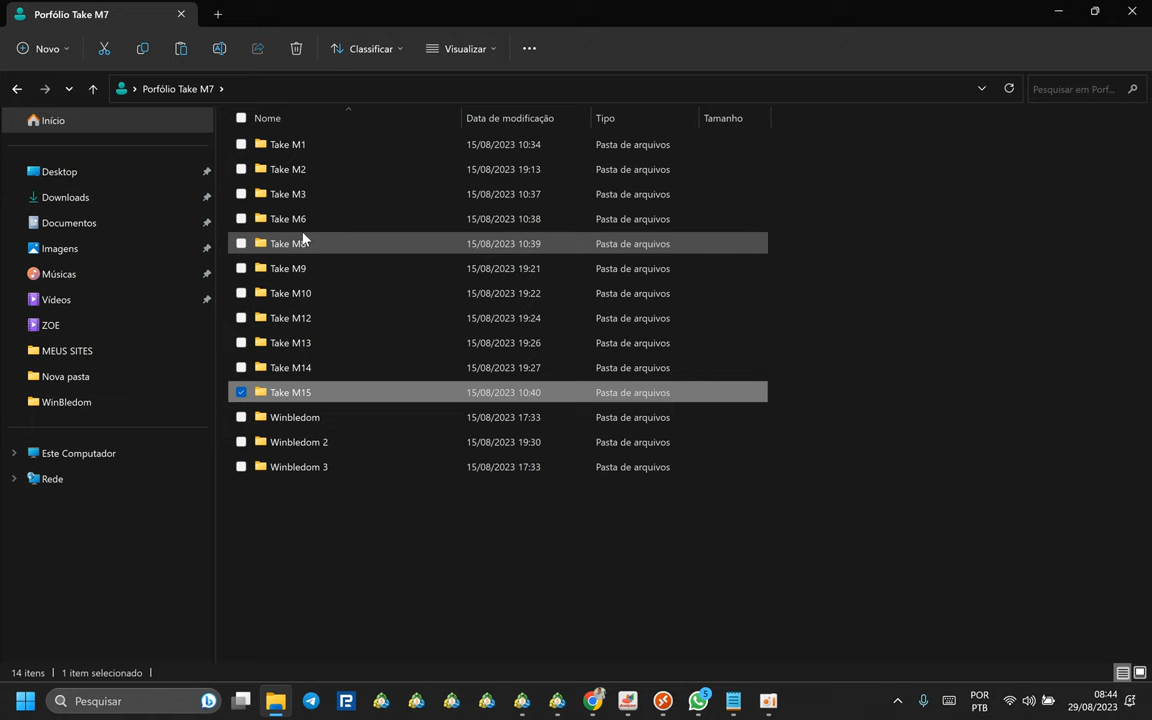 Porfólio Take M7
Novo
Classificar
Visualizar
Porfólio Take M7
Pesquisar em Porf...
Início
Nome
Data de modificação
Tipo
Tamanho
Take M1
15/08/2023 10:34
Pasta de arquivos
Desktop
Take M2
15/08/2023 19:13
Pasta de arquivos
Downloads
Take M3
15/08/2023 10:37
Pasta de arquivos
Documentos
Take M6
15/08/2023 10:38
Pasta de arquivos
Imagens
Take M8
15/08/2023 10:39
Pasta de arquivos
Músicas
Take M9
15/08/2023 19:21
Pasta de arquivos
Vídeos
Take M10
15/08/2023 19:22
Pasta de arquivos
ZOE
Take M12
15/08/2023 19:24
Pasta de arquivos
MEUS SITES
Take M13
15/08/2023 19:26
Pasta de arquivos
Nova pasta
Take M14
15/08/2023 19:27
Pasta de arquivos
WinBledom
Take M15
15/08/2023 10:40
Pasta de arquivos
Winbledom
15/08/2023 17:33
Pasta de arquivos
Este Computador
Winbledom 2
15/08/2023 19:30
Pasta de arquivos
Rede
Winbledom 3
15/08/2023 17:33
Pasta de arquivos
14 itens
1 item selecionado
Pesquisar
5
POR
PTB
08:44
29/08/2023